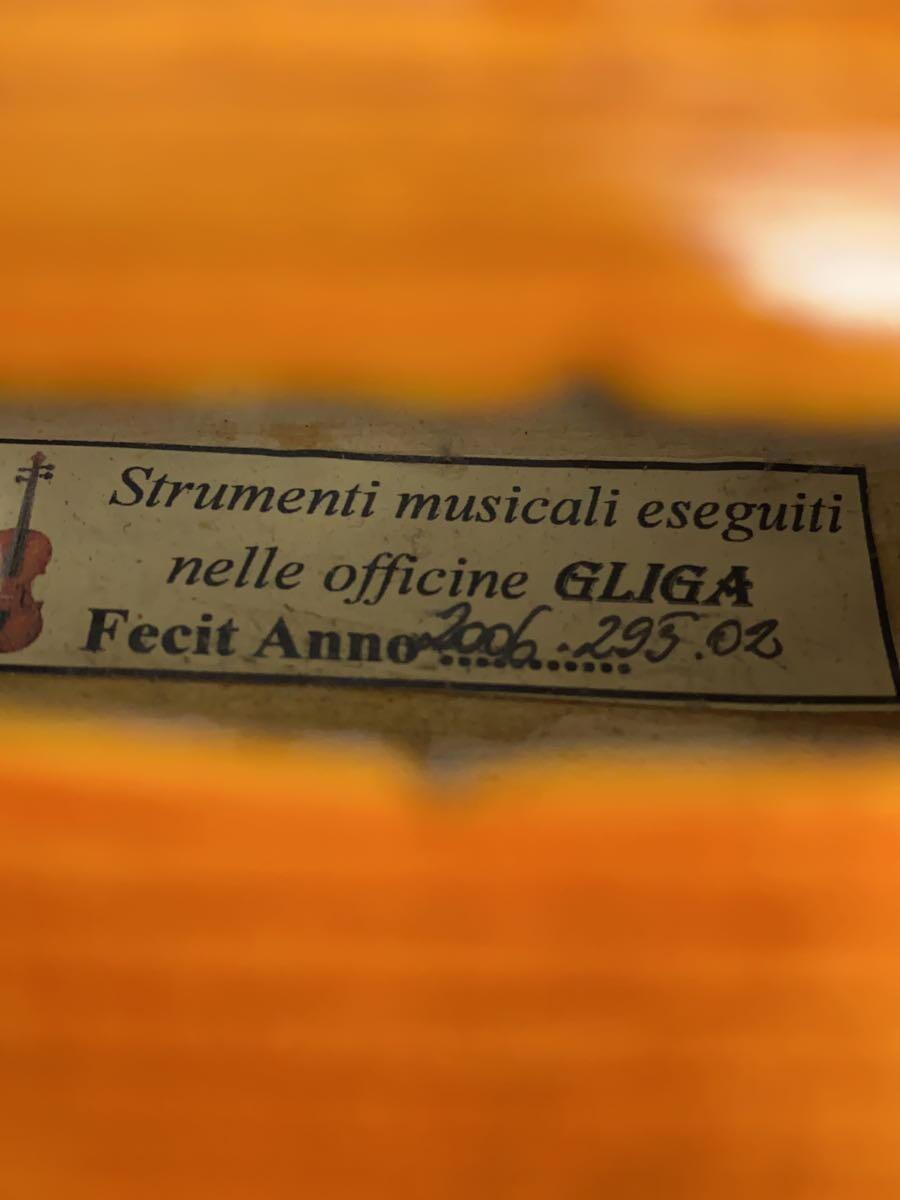 Strumenti musicali eseguiti
nelle officine GLIGA
Fecit Anno 2006.295.02